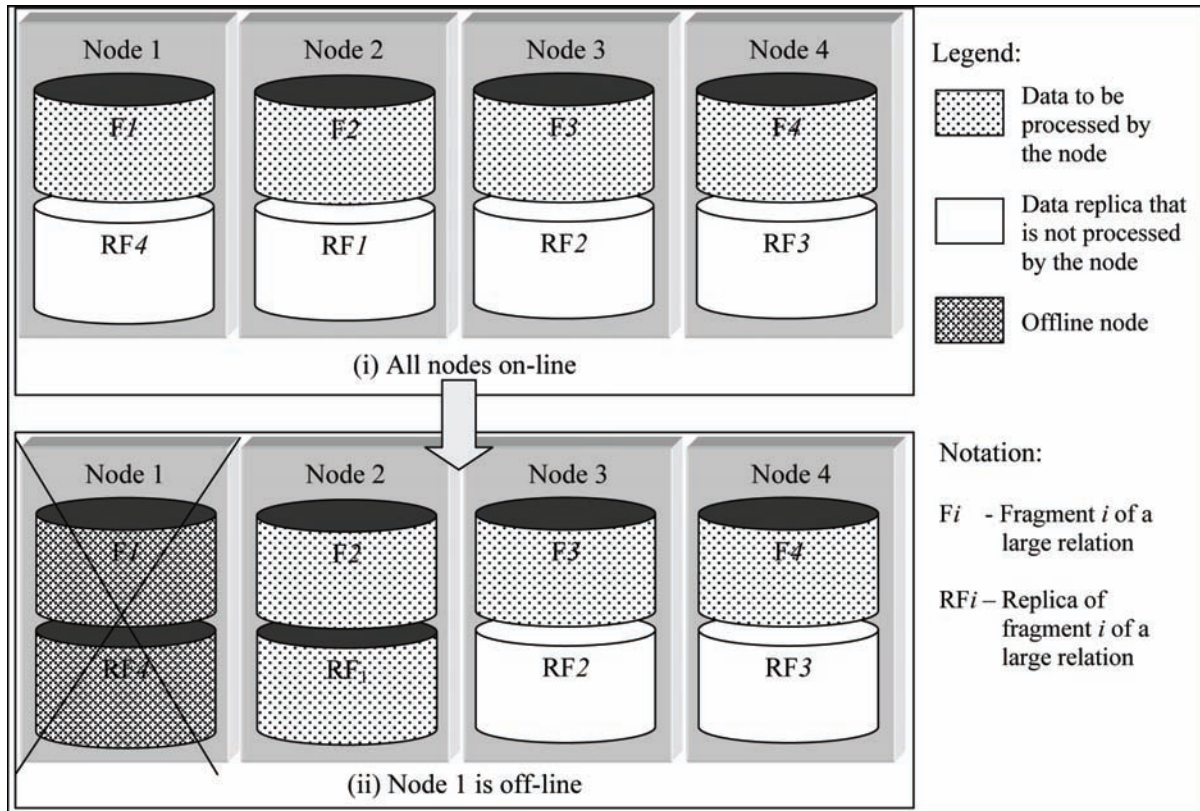 Node 1
Node 2
Node 3
Node 4
F1
F2
F3
F4
RF4
RF1
RF2
RF3
(i) All nodes on-line
Legend:
Data to be
processed by
the node
Data replica that
is not processed
by the node
Offline node
Node 1
Node 2
Node 3
Node 4
F1
F2
F3
F4
RF4
RF1
RF2
RF3
(ii) Node 1 is off-line
Notation:
Fi - Fragment i of a
large relation
RFi – Replica of
fragment i of a
large relation